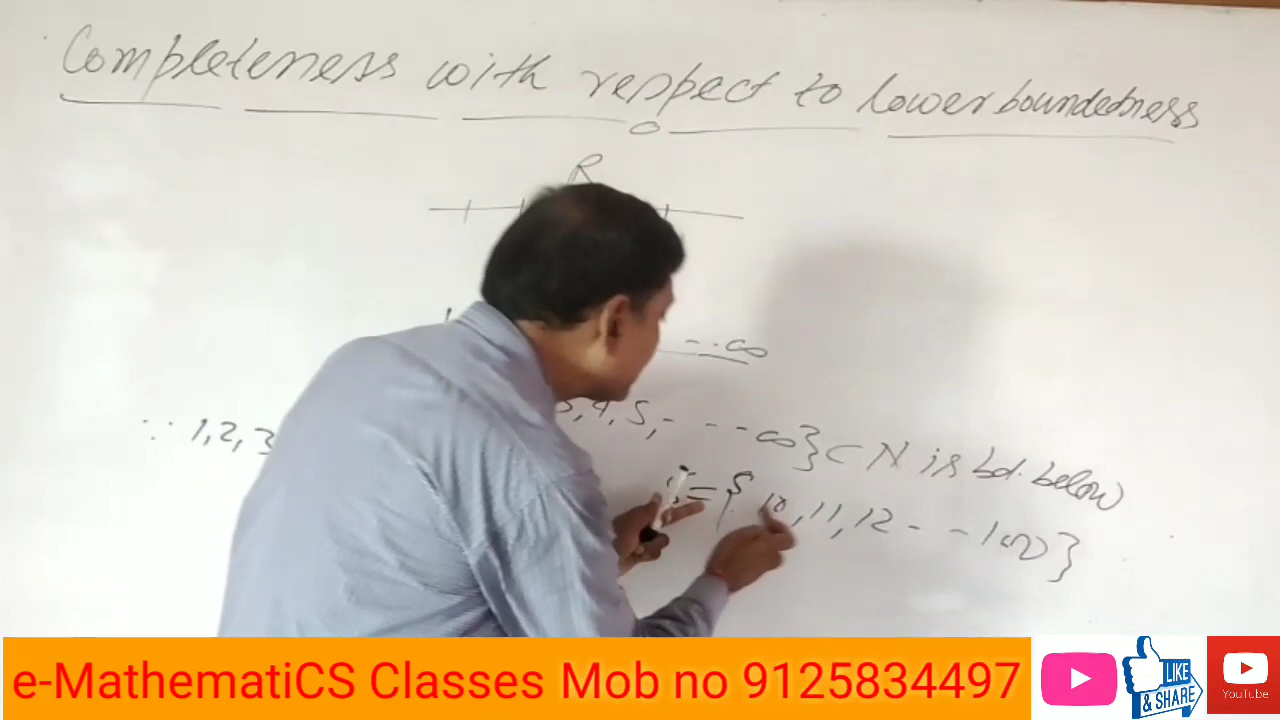 Completeness with respect to lower boundedness
R
- . ∞
∵ 1,2,3
3,4,5,- - - ∞} ⊂ N is bd. below
= { 10,11,12 - - 100}
e-MathematiCS Classes Mob no 9125834497
LIKE
& SHARE
YouTube